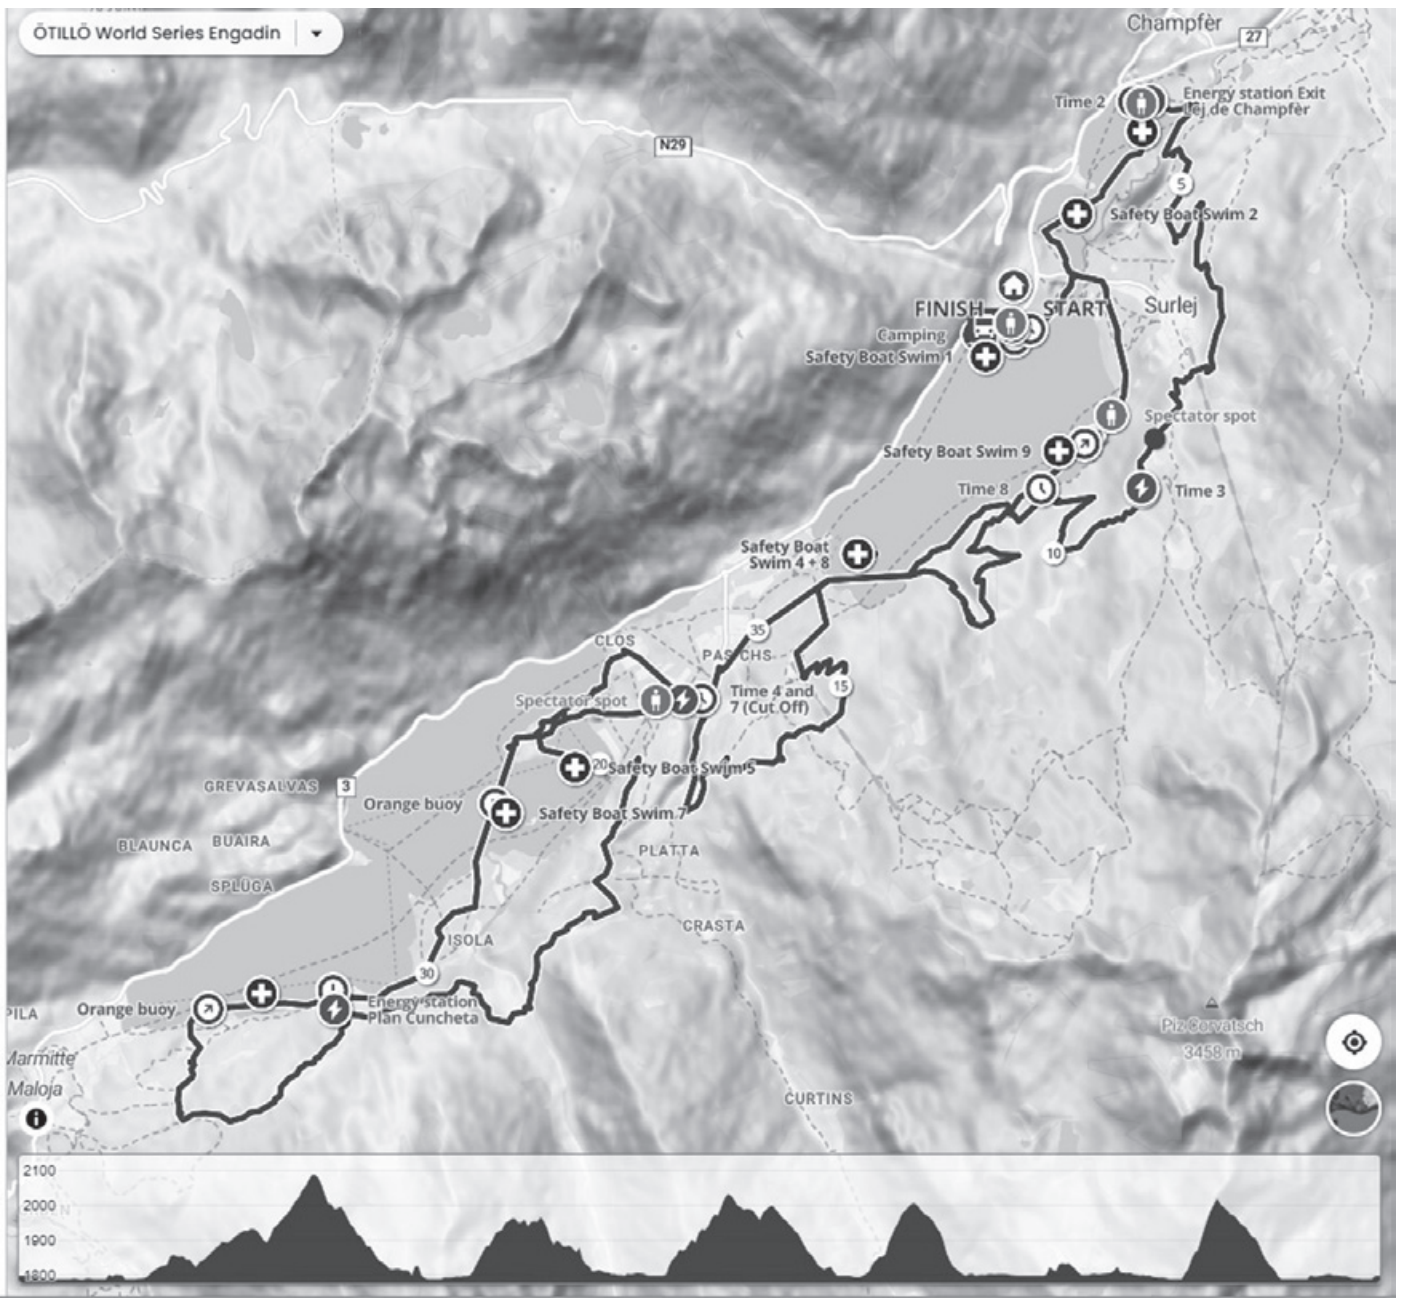 ÖTILLÖ World Series Engadin
Champfèr
27
Time 2
Energy station Exit
Lej de Champfèr
N29
5
Safety Boat Swim 2
FINISH
START
Surlej
Camping
Safety Boat Swim 1
Spectator spot
Safety Boat Swim 9
Time 8
Time 3
Safety Boat
Swim 4 + 8
10
CLOS
35
PAS CHS
15
Spectator spot
Time 4 and
7 (Cut Off)
20
Safety Boat Swim 5
GREVASALVAS
3
Orange buoy
Safety Boat Swim 7
BLAUNCA
BUAIRA
PLATTA
SPLÜGA
CRASTA
ISOLA
30
Orange buoy
Energy station
Plan Cuncheta
PILA
Piz Corvatsch
3458 m
Marmitte
Maloja
CURTINS
2100
2000
1900
1800